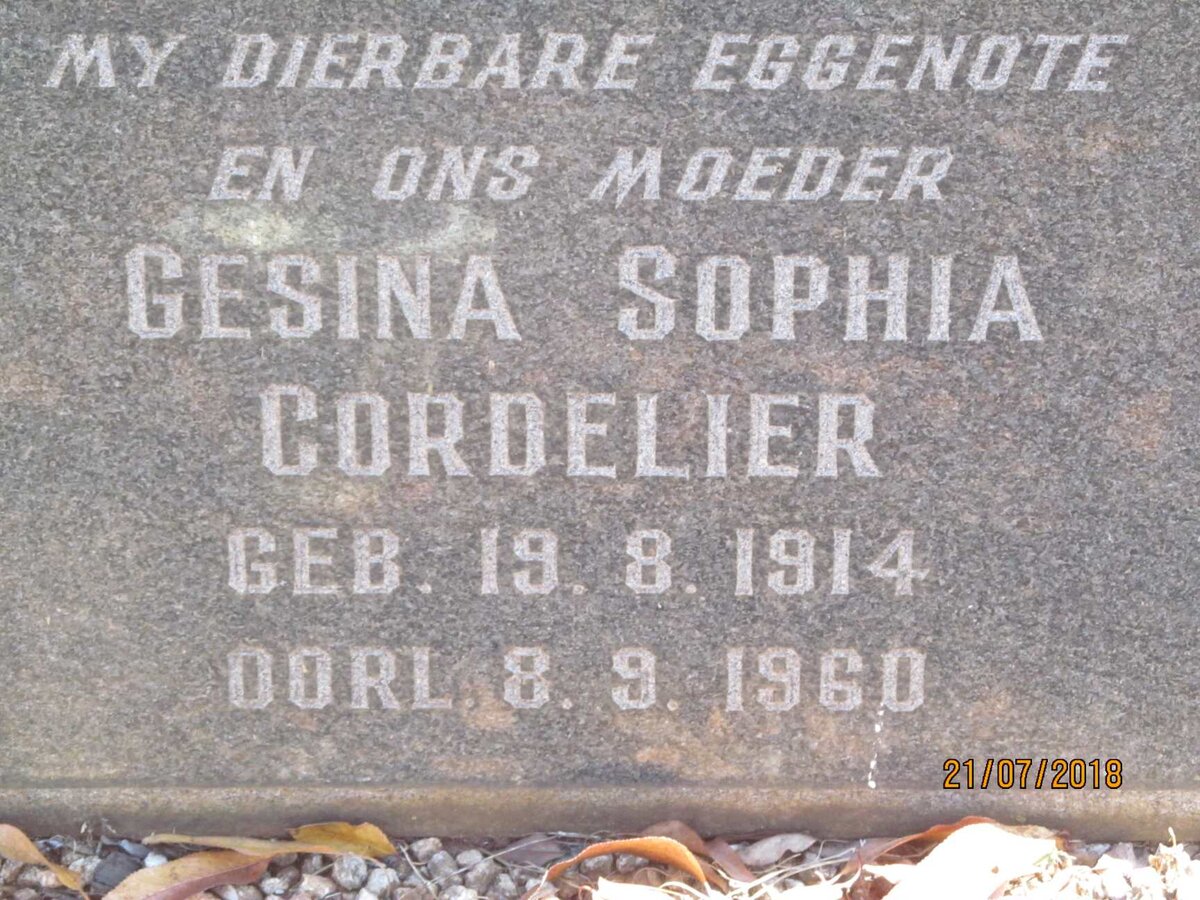 MY DIERBARE EGGENOTE
EN ONS MOEDER
GESINA SOPHIA
CORDELIER
GEB. 19. 8. 1914
OORL. 8. 9. 1960
21/07/2018